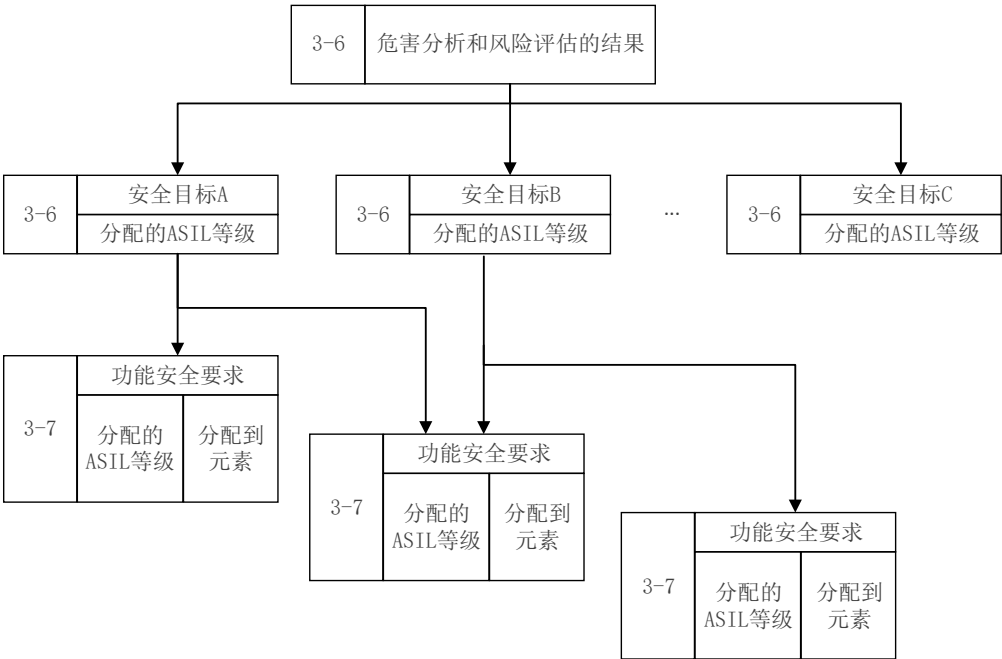 3-6
危害分析和风险评估的结果
3-6
安全目标A
分配的ASIL等级
3-6
安全目标B
分配的ASIL等级
…
3-6
安全目标C
分配的ASIL等级
3-7
功能安全要求
分配的
ASIL等级
分配到
元素
3-7
功能安全要求
分配的
ASIL等级
分配到
元素
3-7
功能安全要求
分配的
ASIL等级
分配到
元素